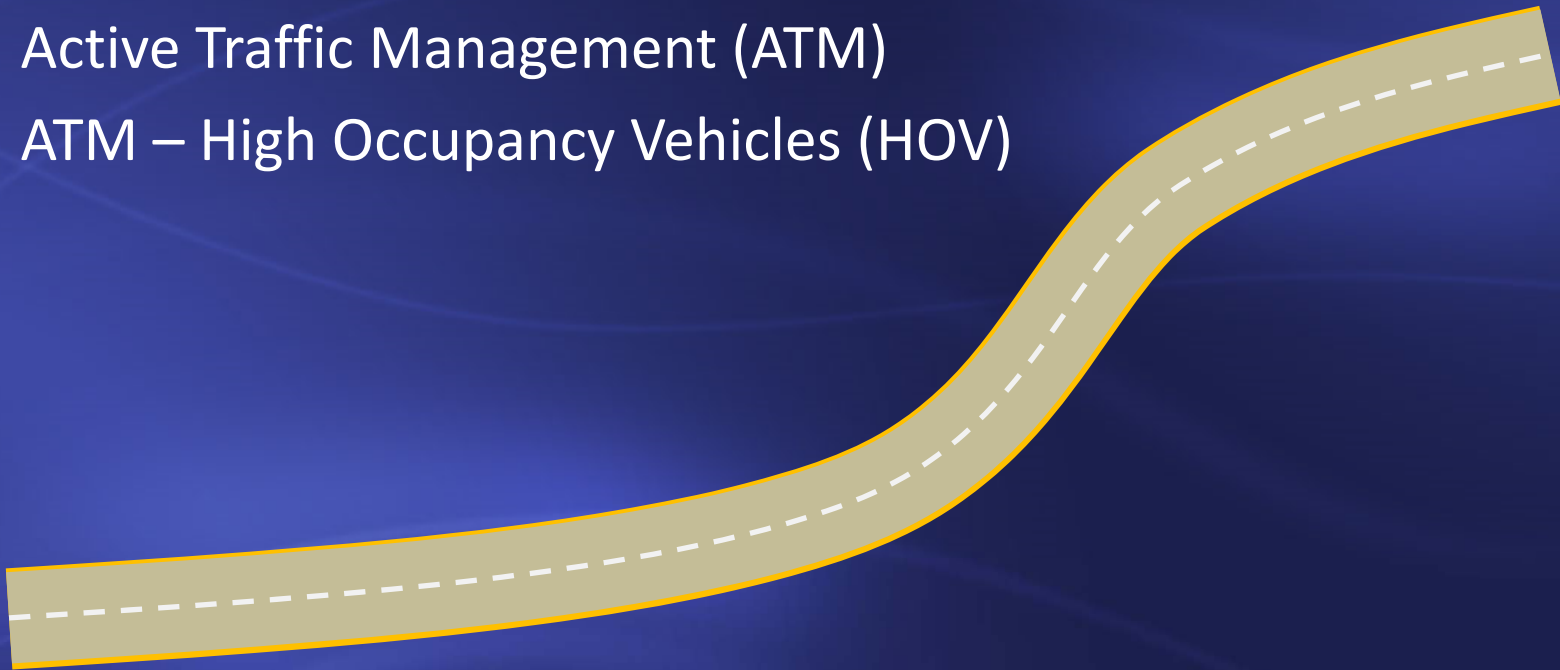 Active Traffic Management (ATM)
ATM – High Occupancy Vehicles (HOV)